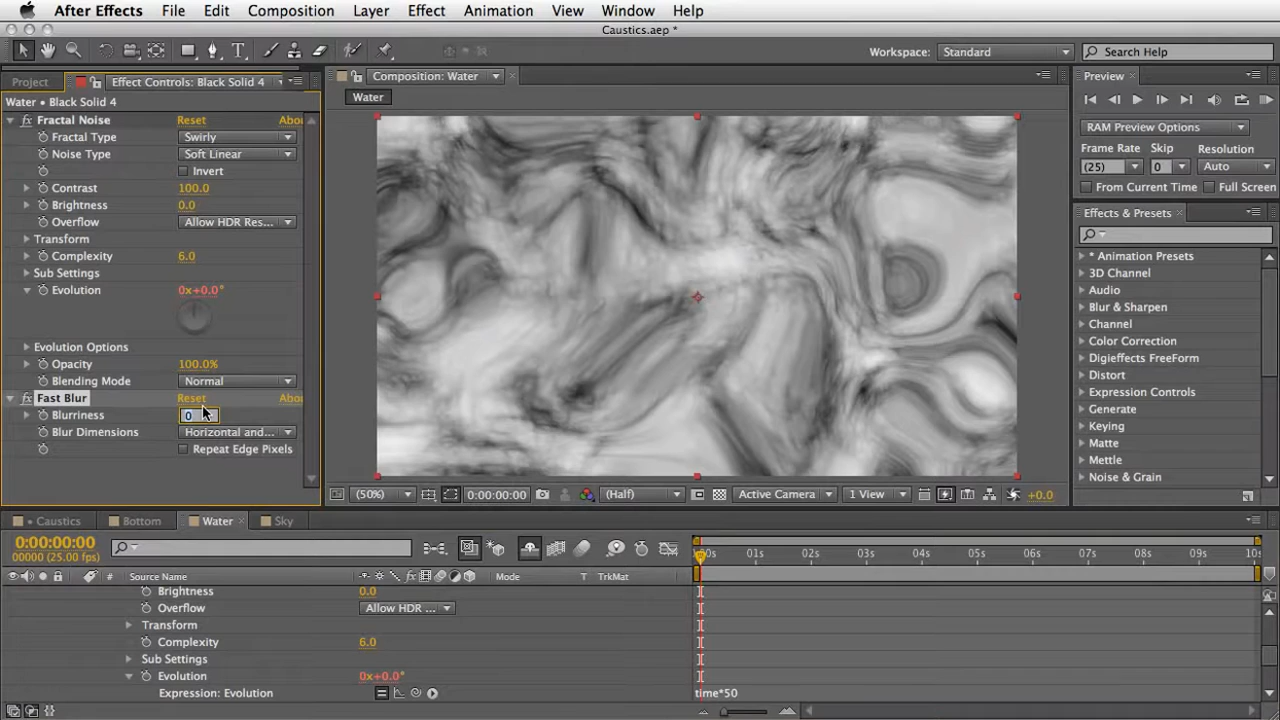 After Effects File Edit Composition Layer Effect Animation View Window Help
Caustics.aep *
Workspace: Standard Search Help
Project Effect Controls: Black Solid 4 Composition: Water Preview
Water • Black Solid 4 Water
Fractal Noise Reset Abou
Fractal Type Swirly
Noise Type Soft Linear
Invert
Contrast 100.0
Brightness 0.0
Overflow Allow HDR Res...
Transform
Complexity 6.0
Sub Settings
Evolution 0x+0.0°
Evolution Options
Opacity 100.0%
Blending Mode Normal
Fast Blur Reset Abou
Blurriness 0
Blur Dimensions Horizontal and...
Repeat Edge Pixels
RAM Preview Options
Frame Rate Skip Resolution
(25) 0 Auto
From Current Time Full Screen
Effects & Presets
* Animation Presets
3D Channel
Audio
Blur & Sharpen
Channel
Color Correction
Digieffects FreeForm
Distort
Expression Controls
Generate
Keying
Matte
Mettle
Noise & Grain
(50%) 0:00:00:00 (Half) Active Camera 1 View +0.0
Caustics Bottom Water Sky
0:00:00:00
00000 (25.00 fps)
:00s 01s 02s 03s 04s 05s 06s 07s 08s 09s 10s
# Source Name Mode T TrkMat
Brightness 0.0
Overflow Allow HDR ...
Transform
Complexity 6.0
Sub Settings
Evolution 0x+0.0°
Expression: Evolution time*50